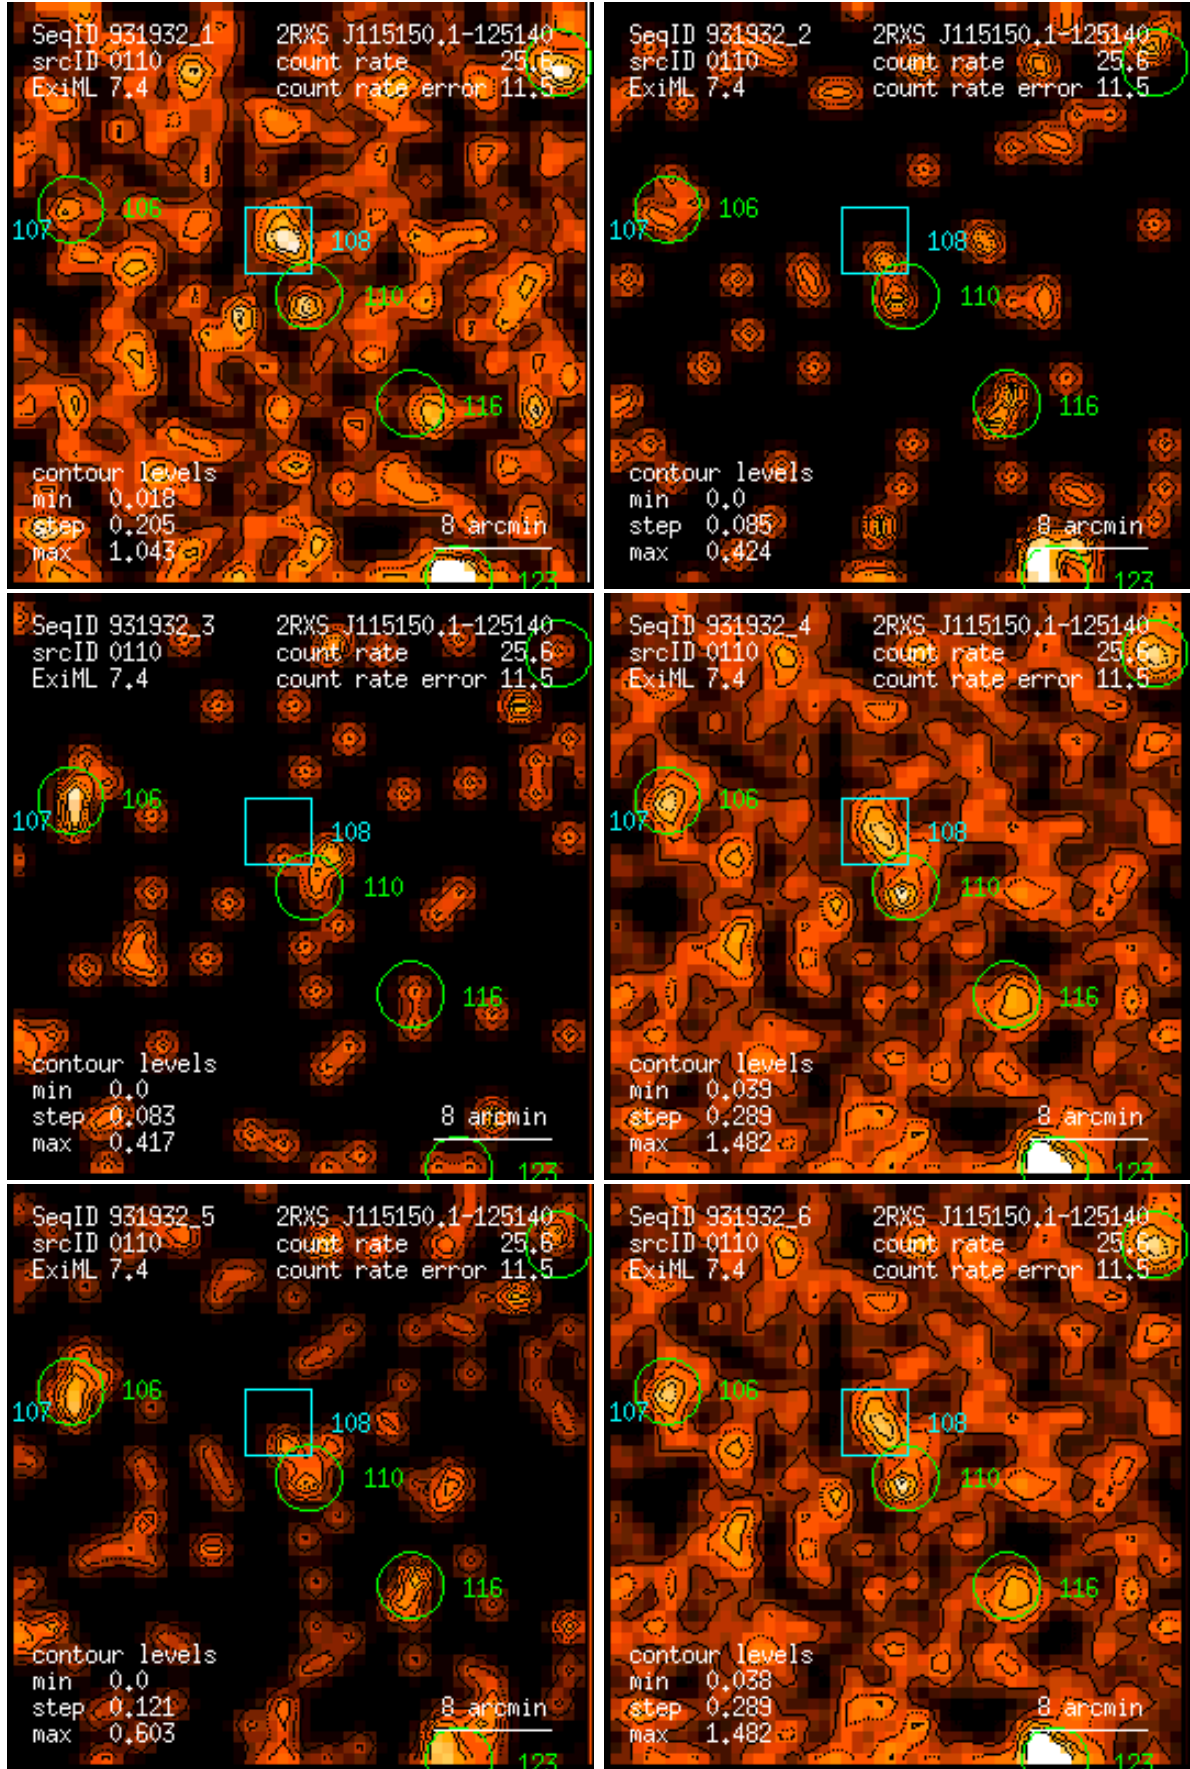 SeqID 931932_1 2RXS J115150.1-125140
srcID 0110 count rate 25.6
ExiML 7.4 count rate error 11.5
106
107
108
110
116
contour levels
min 0.018
step 0.205
max 1.043
8 arcmin
123
SeqID 931932_2 2RXS J115150.1-125140
srcID 0110 count rate 25.6
ExiML 7.4 count rate error 11.5
106
107
108
110
116
contour levels
min 0.0
step 0.085
max 0.424
8 arcmin
123
SeqID 931932_3 2RXS J115150.1-125140
srcID 0110 count rate 25.6
ExiML 7.4 count rate error 11.5
106
107
108
110
116
contour levels
min 0.0
step 0.083
max 0.417
8 arcmin
123
SeqID 931932_4 2RXS J115150.1-125140
srcID 0110 count rate 25.6
ExiML 7.4 count rate error 11.5
106
107
108
110
116
contour levels
min 0.039
step 0.289
max 1.482
8 arcmin
123
SeqID 931932_5 2RXS J115150.1-125140
srcID 0110 count rate 25.6
ExiML 7.4 count rate error 11.5
106
107
108
110
116
contour levels
min 0.0
step 0.121
max 0.603
8 arcmin
123
SeqID 931932_6 2RXS J115150.1-125140
srcID 0110 count rate 25.6
ExiML 7.4 count rate error 11.5
106
107
108
110
116
contour levels
min 0.038
step 0.289
max 1.482
8 arcmin
123